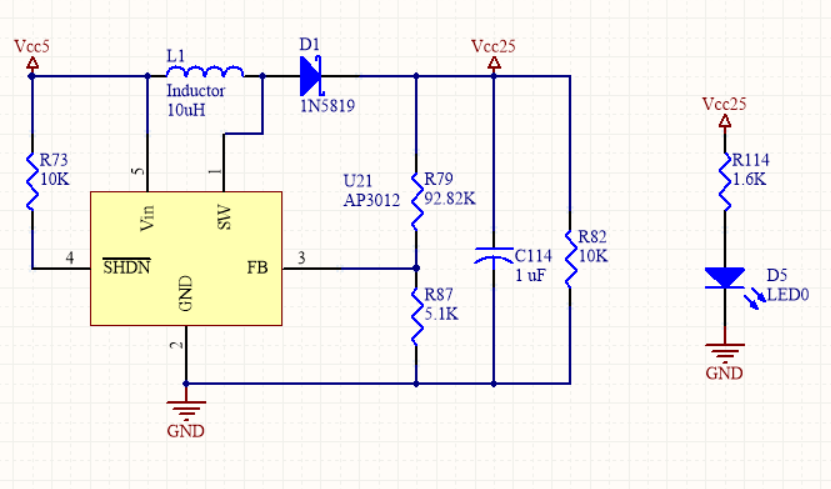 Vcc5
L1
Inductor
10uH
D1
1N5819
Vcc25
Vcc25
R73
10K
5
1
U21
AP3012
R79
92.82K
R114
1.6K
Vin
SW
4
SHDN
FB
3
GND
2
C114
1 uF
R82
10K
R87
5.1K
D5
LED0
GND
GND